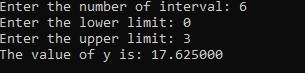 Enter the number of interval: 6
Enter the lower limit: 0
Enter the upper limit: 3
The value of y is: 17.625000